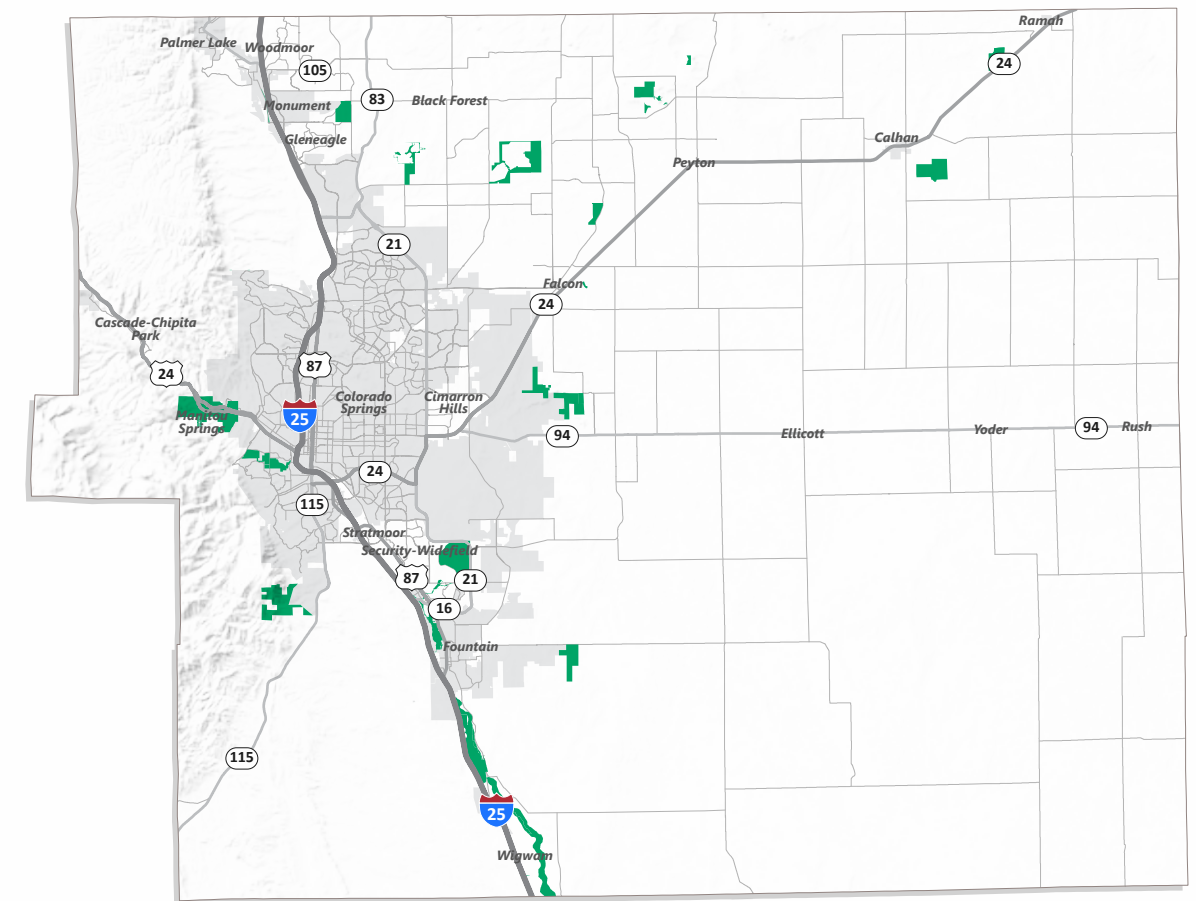 Ramah
Palmer Lake
Woodmoor
24
105
83
Black Forest
Monument
Gleneagle
Calhan
Peyton
21
Falcon
24
Cascade-Chipita
Park
87
24
Colorado
Springs
Cimarron
Hills
25
Manitou
Springs
94
Ellicott
Yoder
94
Rush
24
115
Stratmoor
Security-Widefield
87
21
16
Fountain
115
25
Wigwam